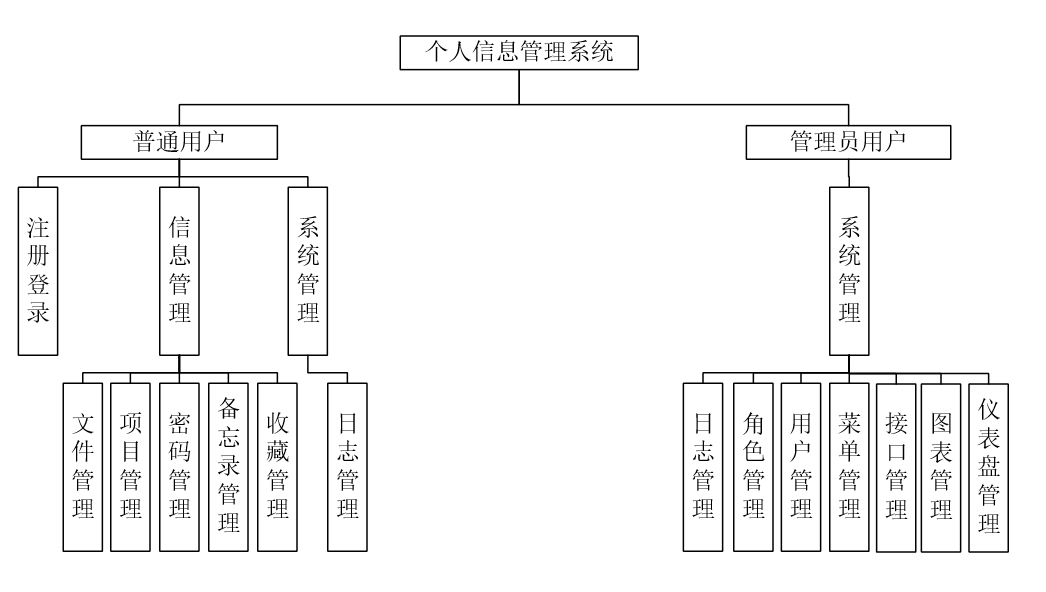 个人信息管理系统
普通用户
管理员用户
注册登录
信息管理
系统管理
系统管理
文件管理
项目管理
密码管理
备忘录管理
收藏管理
日志管理
日志管理
角色管理
用户管理
菜单管理
接口管理
图表管理
仪表盘管理